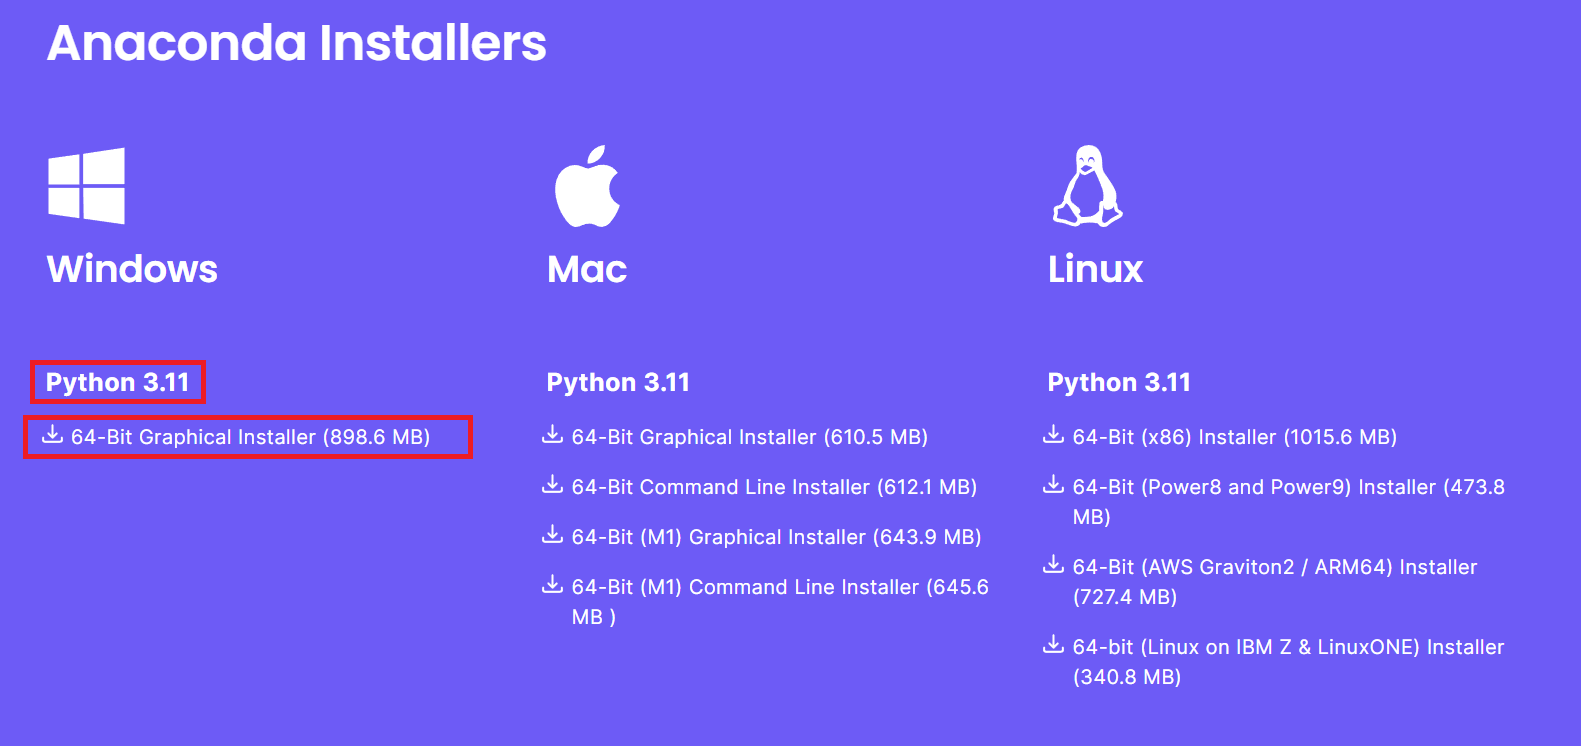 Anaconda Installers
Windows
Python 3.11
64-Bit Graphical Installer (898.6 MB)
Mac
Python 3.11
64-Bit Graphical Installer (610.5 MB)
64-Bit Command Line Installer (612.1 MB)
64-Bit (M1) Graphical Installer (643.9 MB)
64-Bit (M1) Command Line Installer (645.6
MB )
Linux
Python 3.11
64-Bit (x86) Installer (1015.6 MB)
64-Bit (Power8 and Power9) Installer (473.8
MB)
64-Bit (AWS Graviton2 / ARM64) Installer
(727.4 MB)
64-bit (Linux on IBM Z & LinuxONE) Installer
(340.8 MB)